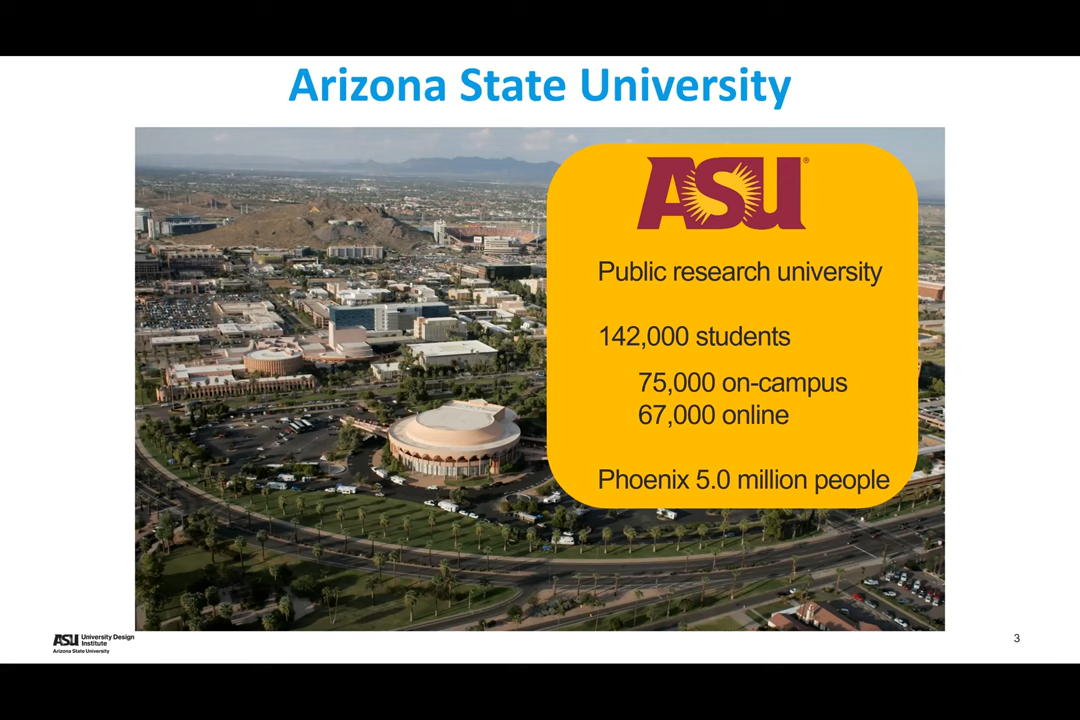 Arizona State University
ASU®
Public research university
142,000 students
75,000 on-campus
67,000 online
Phoenix 5.0 million people
ASU University Design
Institute
Arizona State University
3